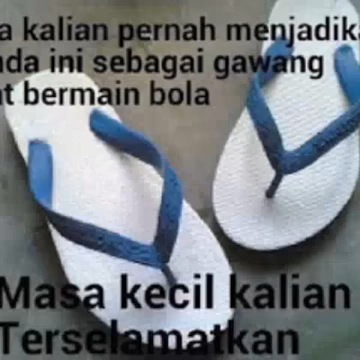 a kalian pernah menjadika
nda ini sebagai gawang
t bermain bola
Masa kecil kalian
Terselamatkan